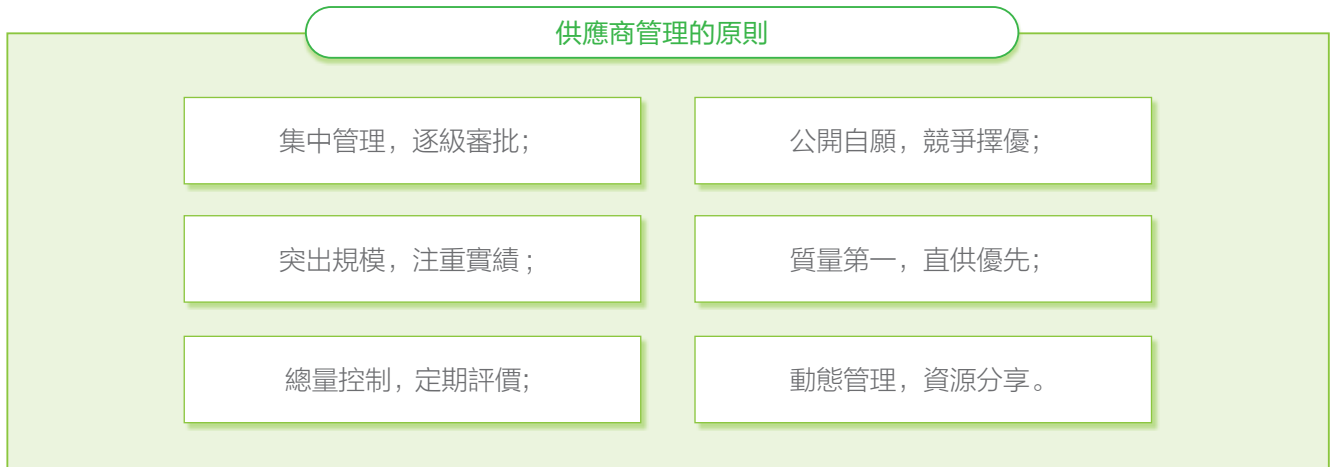 供應商管理的原則
集中管理，逐級審批；
公開自願，競爭擇優；
突出規模，注重實績；
質量第一，直供優先；
總量控制，定期評價；
動態管理，資源分享。